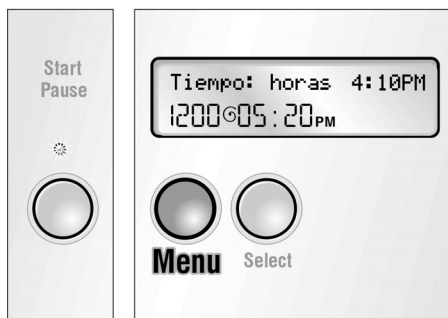 Start
Pause
Tiempo: horas 4:10PM
1200 05:20PM
Menu
Select